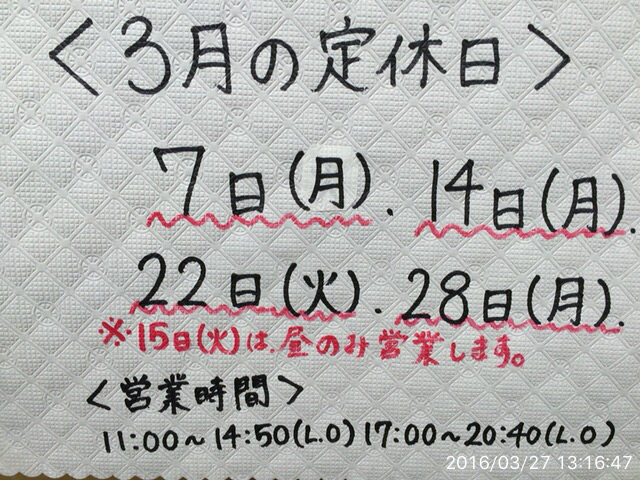 <3月の定休日>
7日(月).14日(月).
22日(火).28日(月).
※15日(火)は、昼のみ営業します。
<営業時間>
11:00~14:50(L.O)17:00~20:40(L.O)
2016/03/27 13:16:47